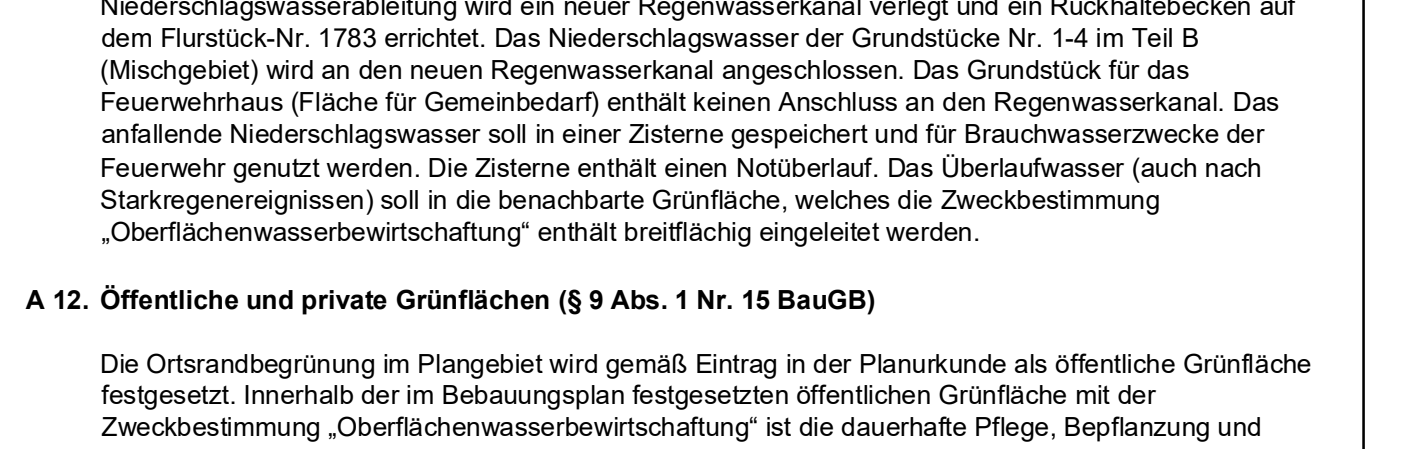 Niederschlagswasserableitung wird ein neuer Regenwasserkanal verlegt und ein Rückhaltebecken auf
dem Flurstück-Nr. 1783 errichtet. Das Niederschlagswasser der Grundstücke Nr. 1-4 im Teil B
(Mischgebiet) wird an den neuen Regenwasserkanal angeschlossen. Das Grundstück für das
Feuerwehrhaus (Fläche für Gemeinbedarf) enthält keinen Anschluss an den Regenwasserkanal. Das
anfallende Niederschlagswasser soll in einer Zisterne gespeichert und für Brauchwasserzwecke der
Feuerwehr genutzt werden. Die Zisterne enthält einen Notüberlauf. Das Überlaufwasser (auch nach
Starkregenereignissen) soll in die benachbarte Grünfläche, welches die Zweckbestimmung
„Oberflächenwasserbewirtschaftung“ enthält breitflächig eingeleitet werden.
A 12. Öffentliche und private Grünflächen (§ 9 Abs. 1 Nr. 15 BauGB)
Die Ortsrandbegrünung im Plangebiet wird gemäß Eintrag in der Planurkunde als öffentliche Grünfläche
festgesetzt. Innerhalb der im Bebauungsplan festgesetzten öffentlichen Grünfläche mit der
Zweckbestimmung „Oberflächenwasserbewirtschaftung“ ist die dauerhafte Pflege, Bepflanzung und